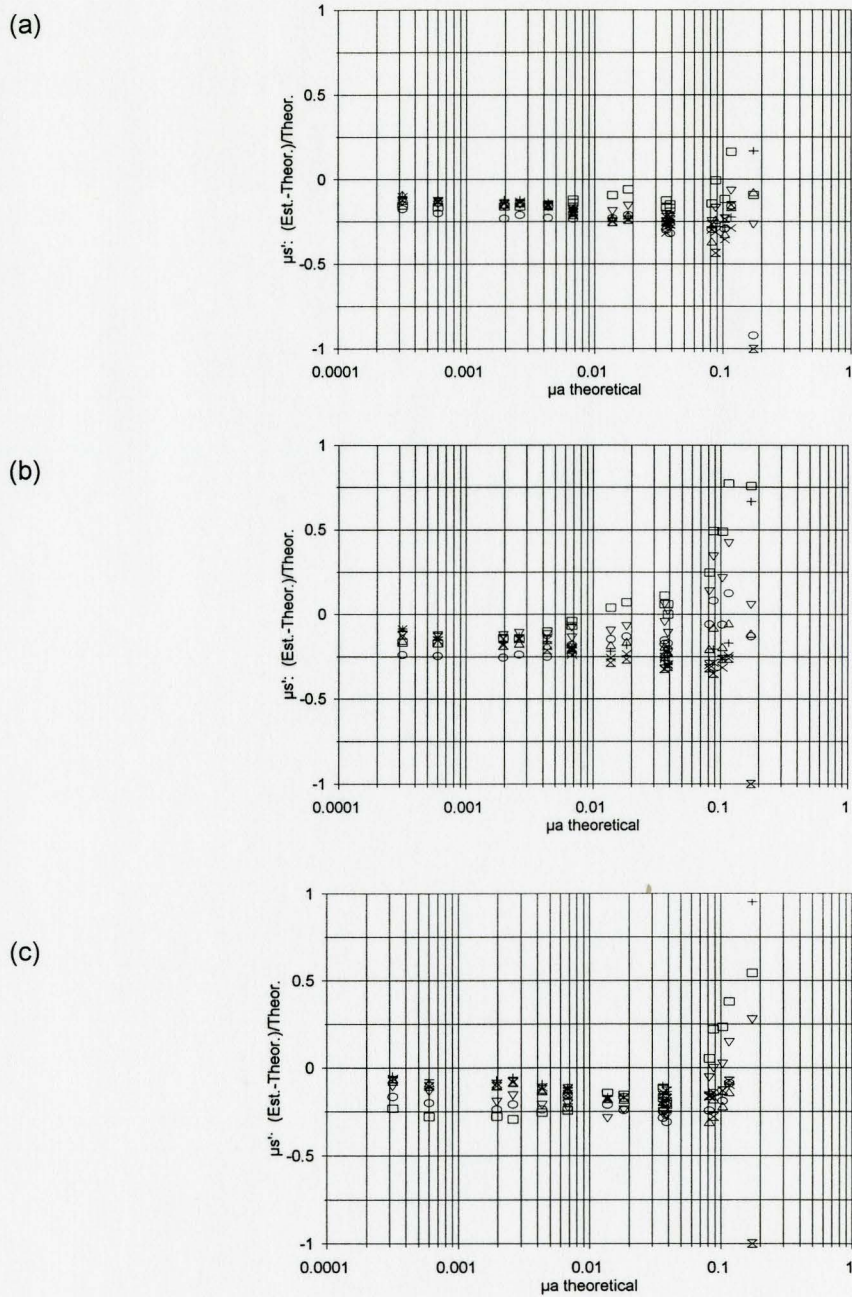 (a)
1
0.5
0
-0.5
-1
µs': (Est.-Theor.)/Theor.
0.0001 0.001 0.01 0.1 1
µa theoretical
(b)
1
0.5
0
-0.5
-1
µs': (Est.-Theor.)/Theor.
0.0001 0.001 0.01 0.1 1
µa theoretical
(c)
1
0.5
0
-0.5
-1
µs': (Est.-Theor.)/Theor.
0.0001 0.001 0.01 0.1 1
µa theoretical